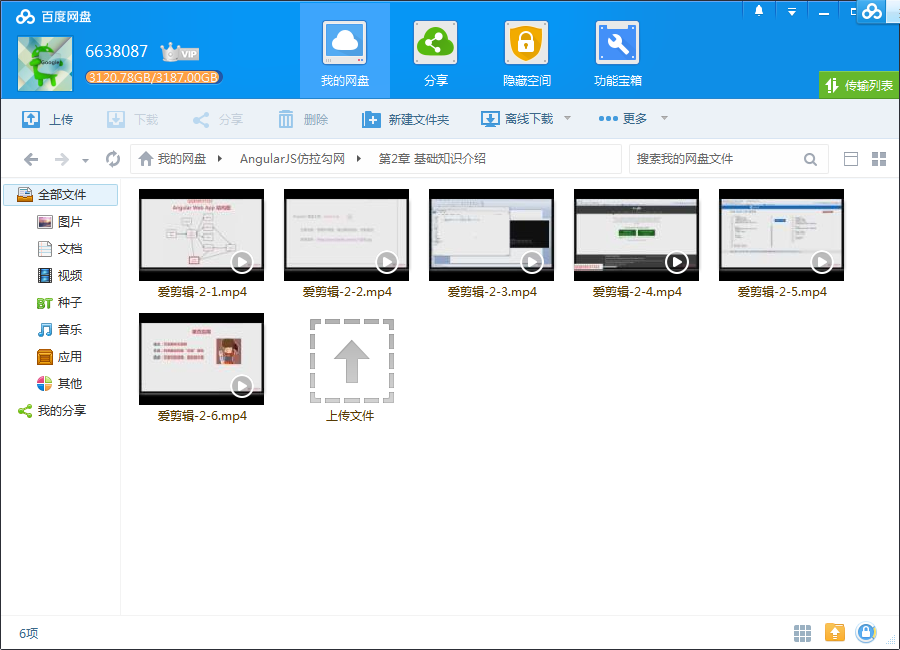 百度网盘
6638087 VIP
3120.78GB/3187.00GB
我的网盘 分享 隐藏空间 功能宝箱
传输列表
上传 下载 分享 删除 新建文件夹 离线下载 更多
我的网盘 AngularJS仿拉勾网 第2章 基础知识介绍 搜索我的网盘文件
全部文件
图片
文档
视频
BT 种子
音乐
应用
其他
我的分享
Angular Web App 结构图
爱剪辑-2-1.mp4 爱剪辑-2-2.mp4 爱剪辑-2-3.mp4 爱剪辑-2-4.mp4 爱剪辑-2-5.mp4
爱剪辑-2-6.mp4 上传文件
6项